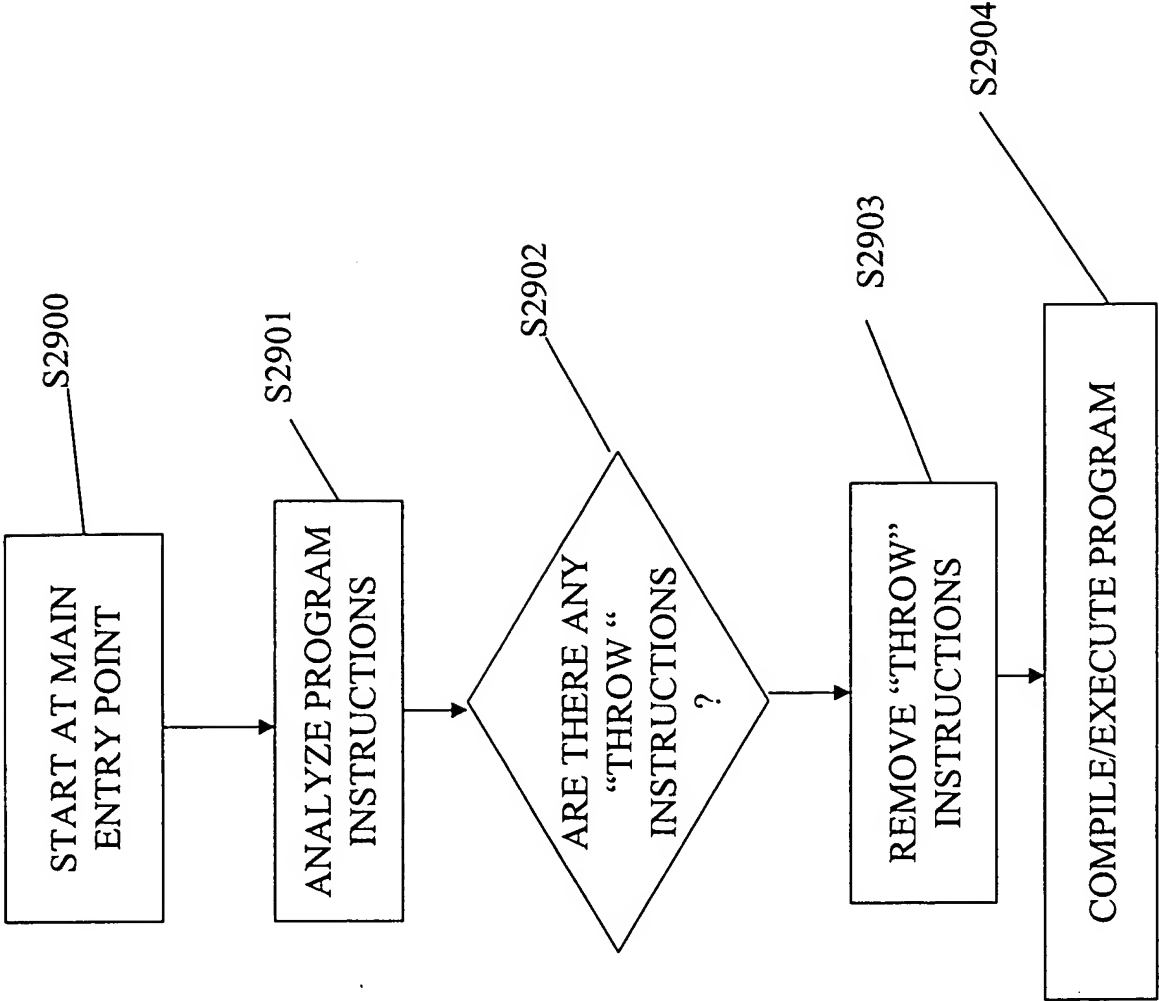 START AT MAIN
ENTRY POINT
S2900
ANALYZE PROGRAM
INSTRUCTIONS
S2901
ARE THERE ANY
“THROW “
INSTRUCTIONS
?
S2902
REMOVE “THROW”
INSTRUCTIONS
S2903
COMPILE/EXECUTE PROGRAM
S2904